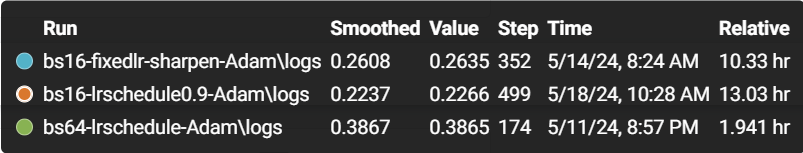 Run Smoothed Value Step Time Relative
bs16-fixedlr-sharpen-Adam\logs 0.2608 0.2635 352 5/14/24, 8:24 AM 10.33 hr
bs16-lrschedule0.9-Adam\logs 0.2237 0.2266 499 5/18/24, 10:28 AM 13.03 hr
bs64-lrschedule-Adam\logs 0.3867 0.3865 174 5/11/24, 8:57 PM 1.941 hr